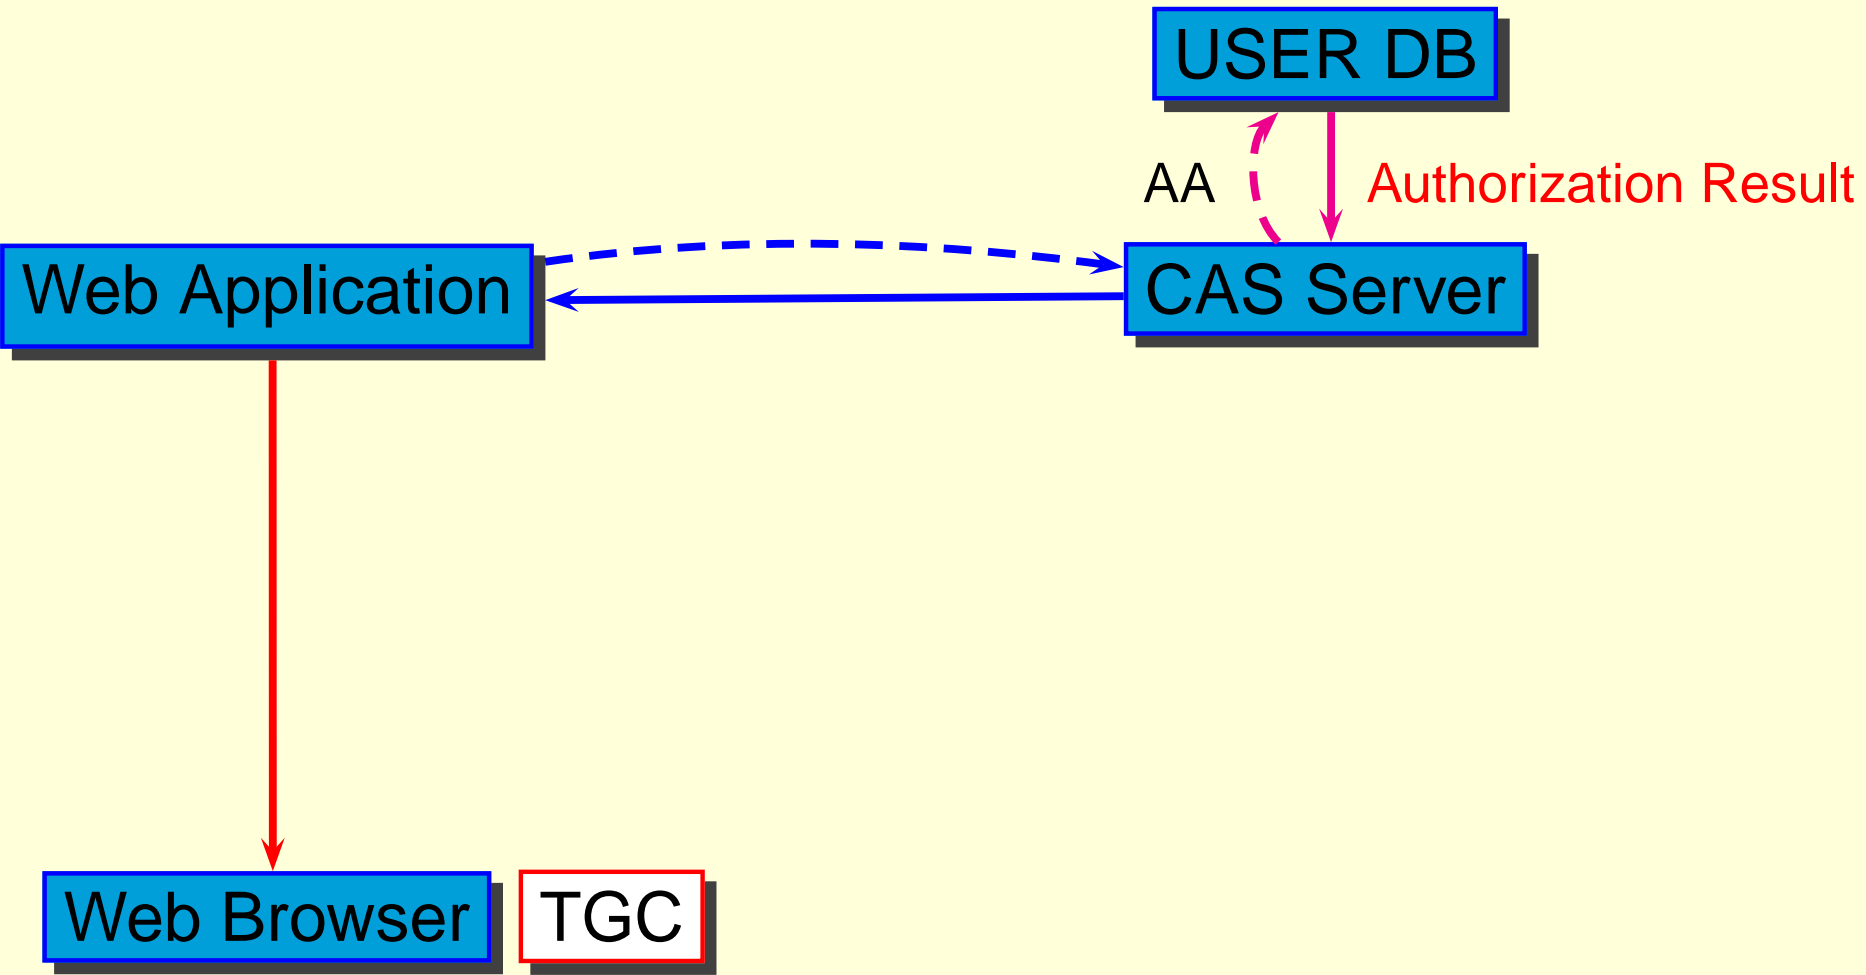 USER DB
AA
Authorization Result
Web Application
CAS Server
Web Browser
TGC